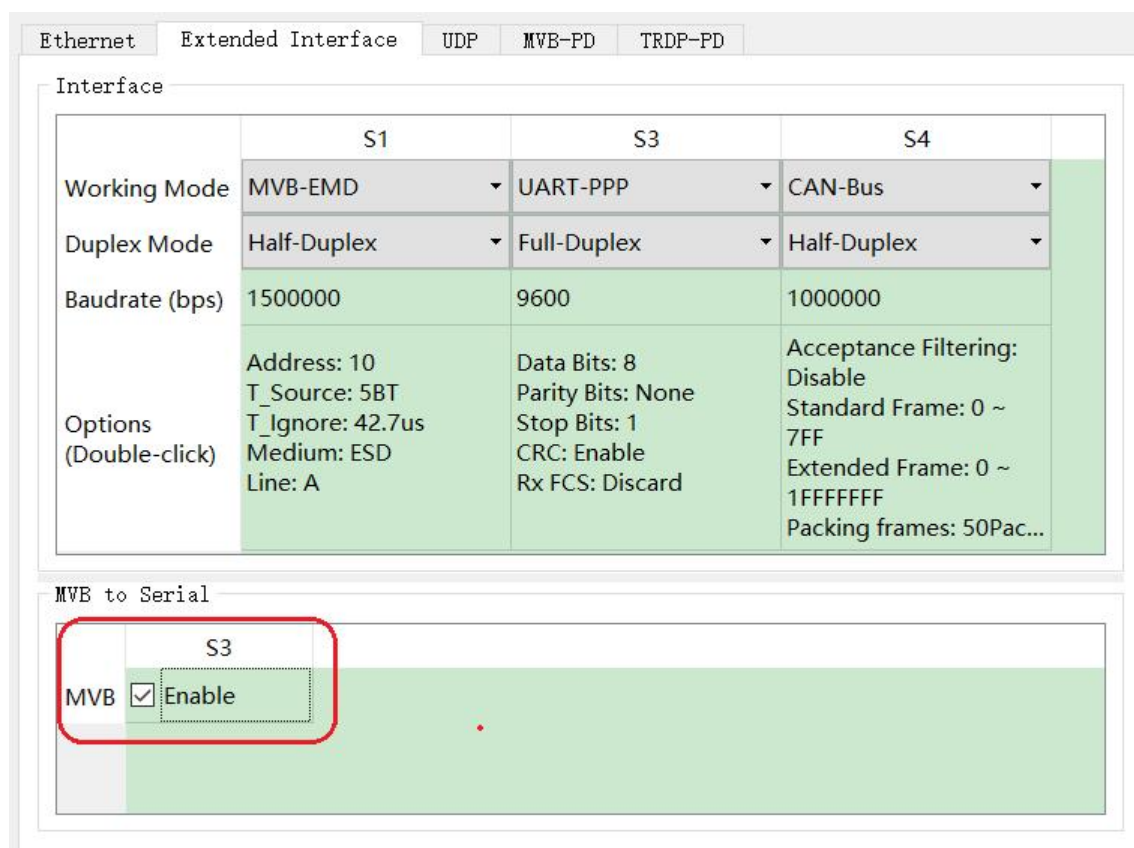 Ethernet Extended Interface UDP MVB-PD TRDP-PD
Interface
S1 S3 S4
Working Mode MVB-EMD UART-PPP CAN-Bus
Duplex Mode Half-Duplex Full-Duplex Half-Duplex
Baudrate (bps) 1500000 9600 1000000
Options
(Double-click)
Address: 10
T_Source: 5BT
T_Ignore: 42.7us
Medium: ESD
Line: A
Data Bits: 8
Parity Bits: None
Stop Bits: 1
CRC: Enable
Rx FCS: Discard
Acceptance Filtering:
Disable
Standard Frame: 0 ~
7FF
Extended Frame: 0 ~
1FFFFFFF
Packing frames: 50Pac...
MVB to Serial
S3
MVB Enable